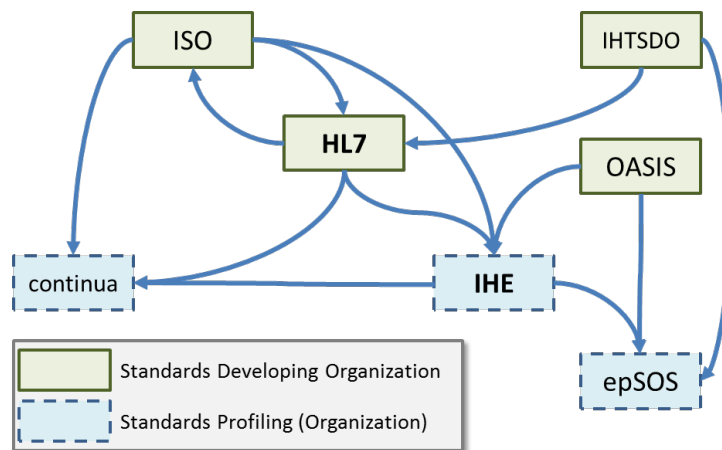 ISO
IHTSDO
HL7
OASIS
continua
IHE
epSOS
Standards Developing Organization
Standards Profiling (Organization)